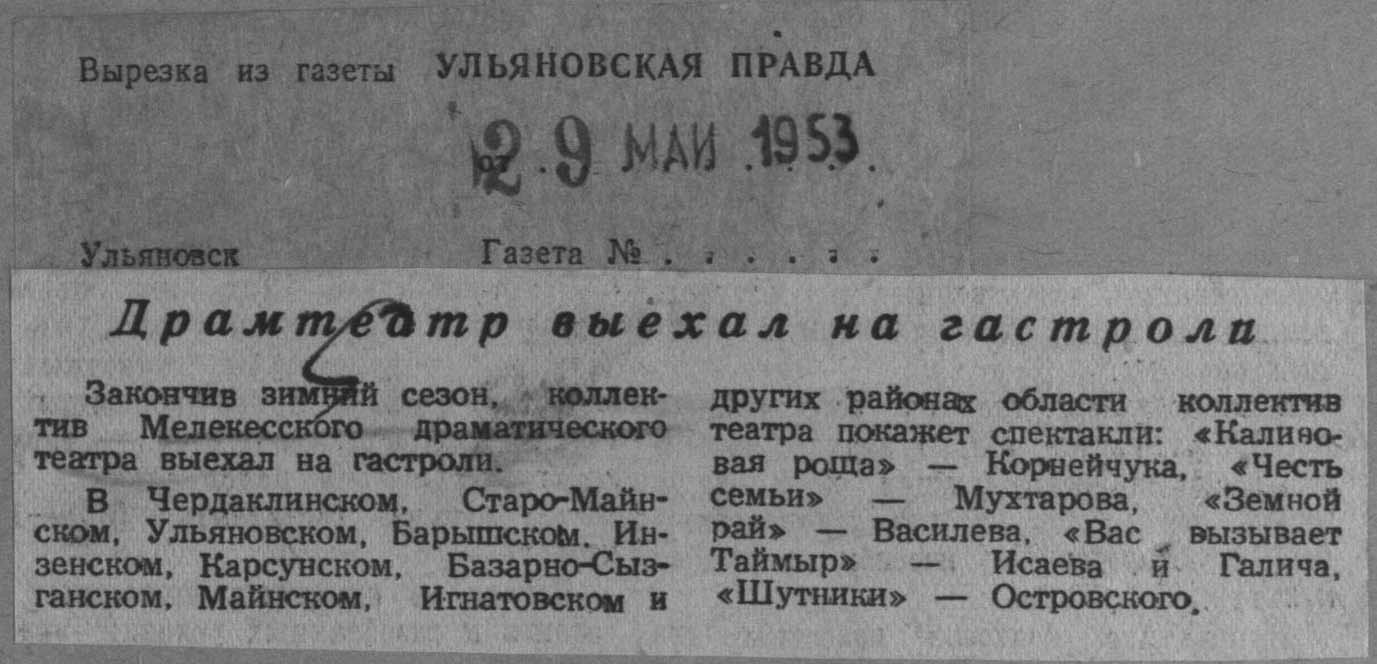 Вырезка из газеты УЛЬЯНОВСКАЯ ПРАВДА
от 29 МАЙ 1953
Ульяновск Газета № . . . . . .
Драмтеатр выехал на гастроли
Закончив зимний сезон, коллек-
тив Мелекесского драматического
театра выехал на гастроли.
В Чердаклинском, Старо-Майн-
ском, Ульяновском, Барышском, Ин-
зенском, Карсунском, Базарно-Сыз-
ганском, Майнском, Игнатовском и
других районах области коллектив
театра покажет спектакли: «Калино-
вая роща» — Корнейчука, «Честь
семьи» — Мухтарова, «Земной
рай» — Василева, «Вас вызывает
Таймыр» — Исаева и Галича,
«Шутники» — Островского.